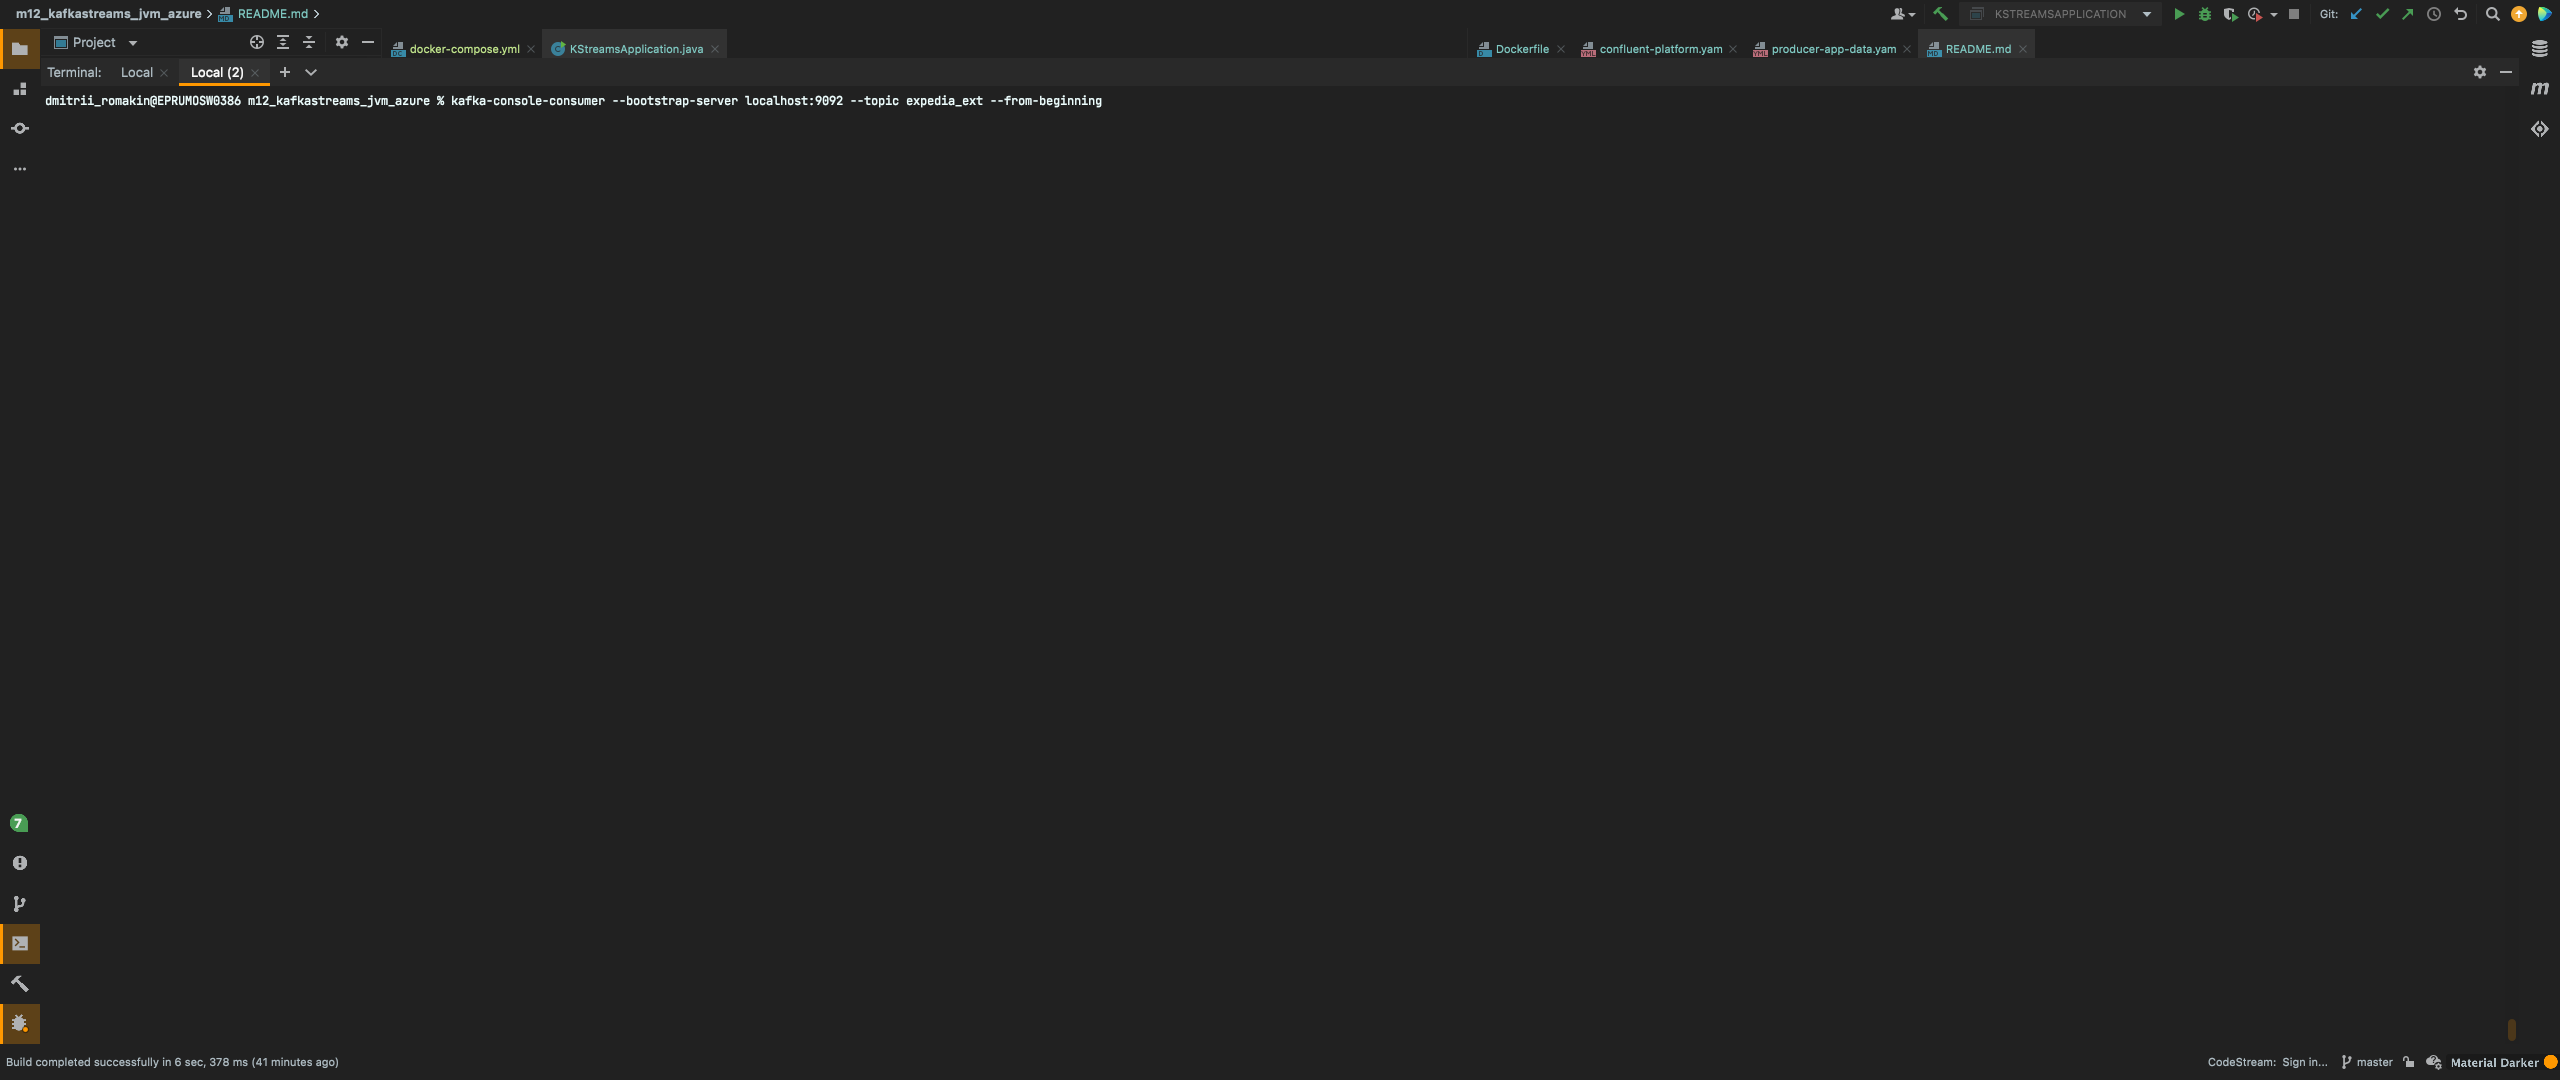 m12_kafkastreams_jvm_azure README.md
KSTREAMSAPPLICATION Git:
Project docker-compose.yml KStreamsApplication.java Dockerfile confluent-platform.yam producer-app-data.yam README.md
Terminal: Local Local (2)
dmitrii_romakin@EPRUMOSW0386 m12_kafkastreams_jvm_azure % kafka-console-consumer --bootstrap-server localhost:9092 --topic expedia_ext --from-beginning
m
7
Build completed successfully in 6 sec, 378 ms (41 minutes ago) CodeStream: Sign in... master Material Darker